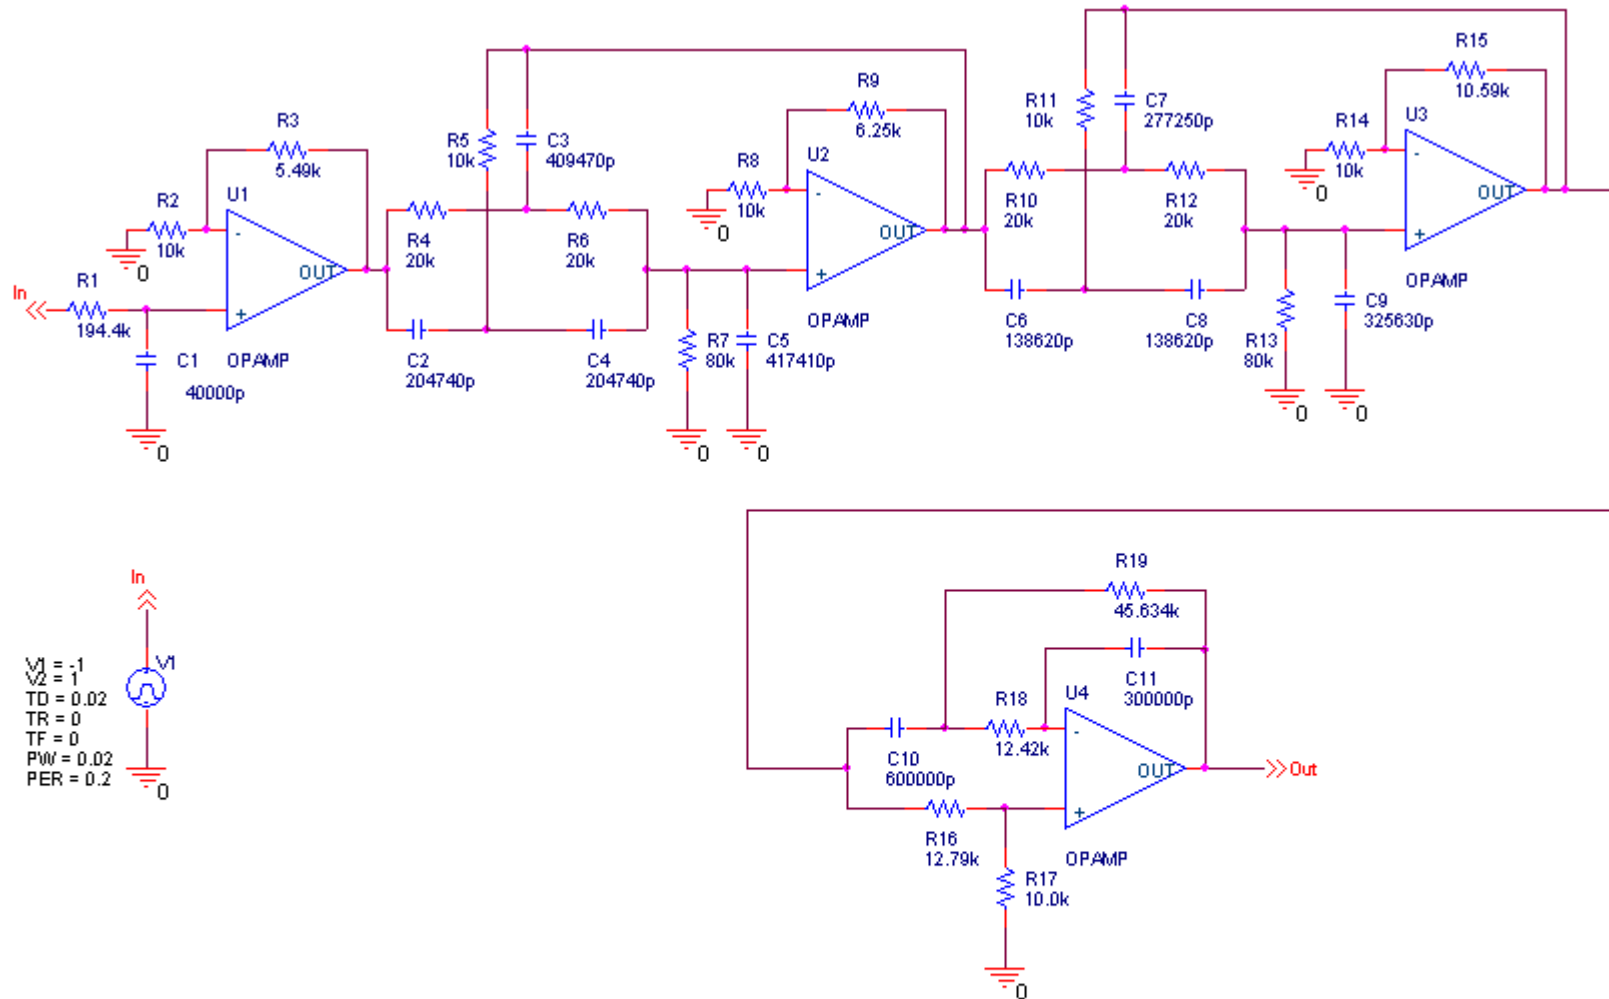 R15
10.59k
R11
10k
C7
277250p
R14
10k
U3
-
+
OUT
OPAMP
0
R9
6.25k
R3
5.49k
R5
10k
C3
409470p
R8
10k
U2
-
+
OUT
OPAMP
0
R10
20k
R12
20k
R2
10k
U1
-
+
OUT
OPAMP
0
R4
20k
R6
20k
In
R1
194.4k
C1
40000p
0
C2
204740p
C4
204740p
R7
80k
C5
417410p
0
0
C6
138620p
C8
138620p
R13
80k
C9
325630p
0
0
In
V1 = -1
V2 = 1
TD = 0.02
TR = 0
TF = 0
PW = 0.02
PER = 0.2
V1
0
R19
45.634k
C11
300000p
R18
12.42k
U4
-
+
OUT
OPAMP
Out
C10
600000p
R16
12.79k
R17
10.0k
0